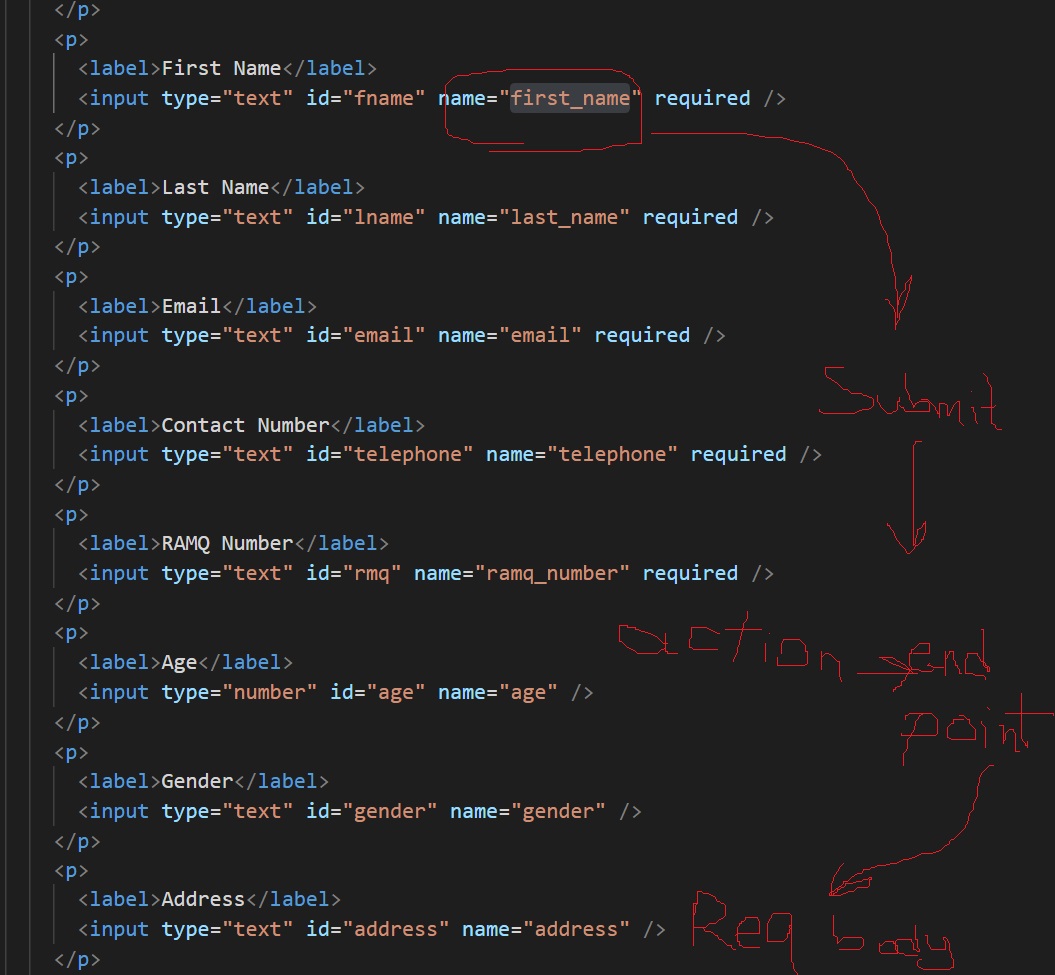 </p>
<p>
<label>First Name</label>
<input type="text" id="fname" name="first_name" required />
</p>
<p>
<label>Last Name</label>
<input type="text" id="lname" name="last_name" required />
</p>
<p>
<label>Email</label>
<input type="text" id="email" name="email" required />
</p>
<p>
<label>Contact Number</label>
<input type="text" id="telephone" name="telephone" required />
</p>
<p>
<label>RAMQ Number</label>
<input type="text" id="rmq" name="ramq_number" required />
</p>
<p>
<label>Age</label>
<input type="number" id="age" name="age" />
</p>
<p>
<label>Gender</label>
<input type="text" id="gender" name="gender" />
</p>
<p>
<label>Address</label>
<input type="text" id="address" name="address" />
</p>
Submit
action end
point
Req body